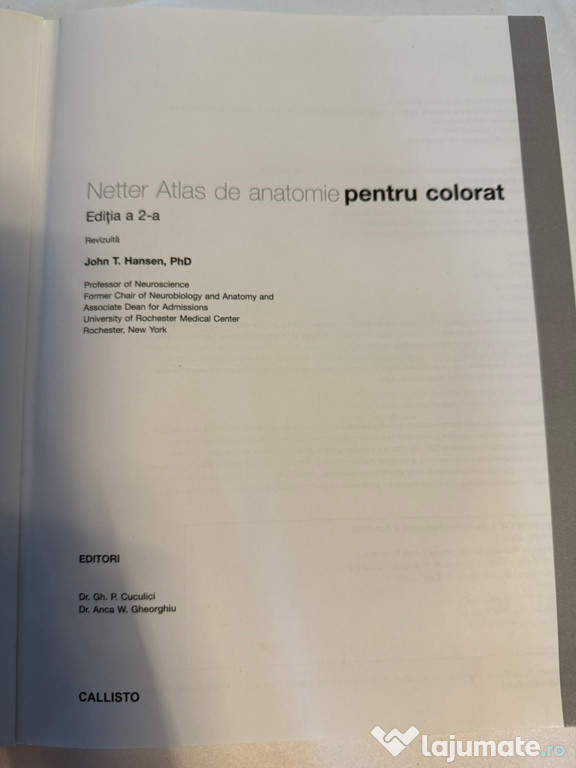 Netter Atlas de anatomie pentru colorat
Ediția a 2-a
Revizuită
John T. Hansen, PhD
Professor of Neuroscience
Former Chair of Neurobiology and Anatomy and
Associate Dean for Admissions
University of Rochester Medical Center
Rochester, New York
EDITORI
Dr. Gh. P. Cuculici
Dr. Anca W. Gheorghiu
CALLISTO
lajumate.ro